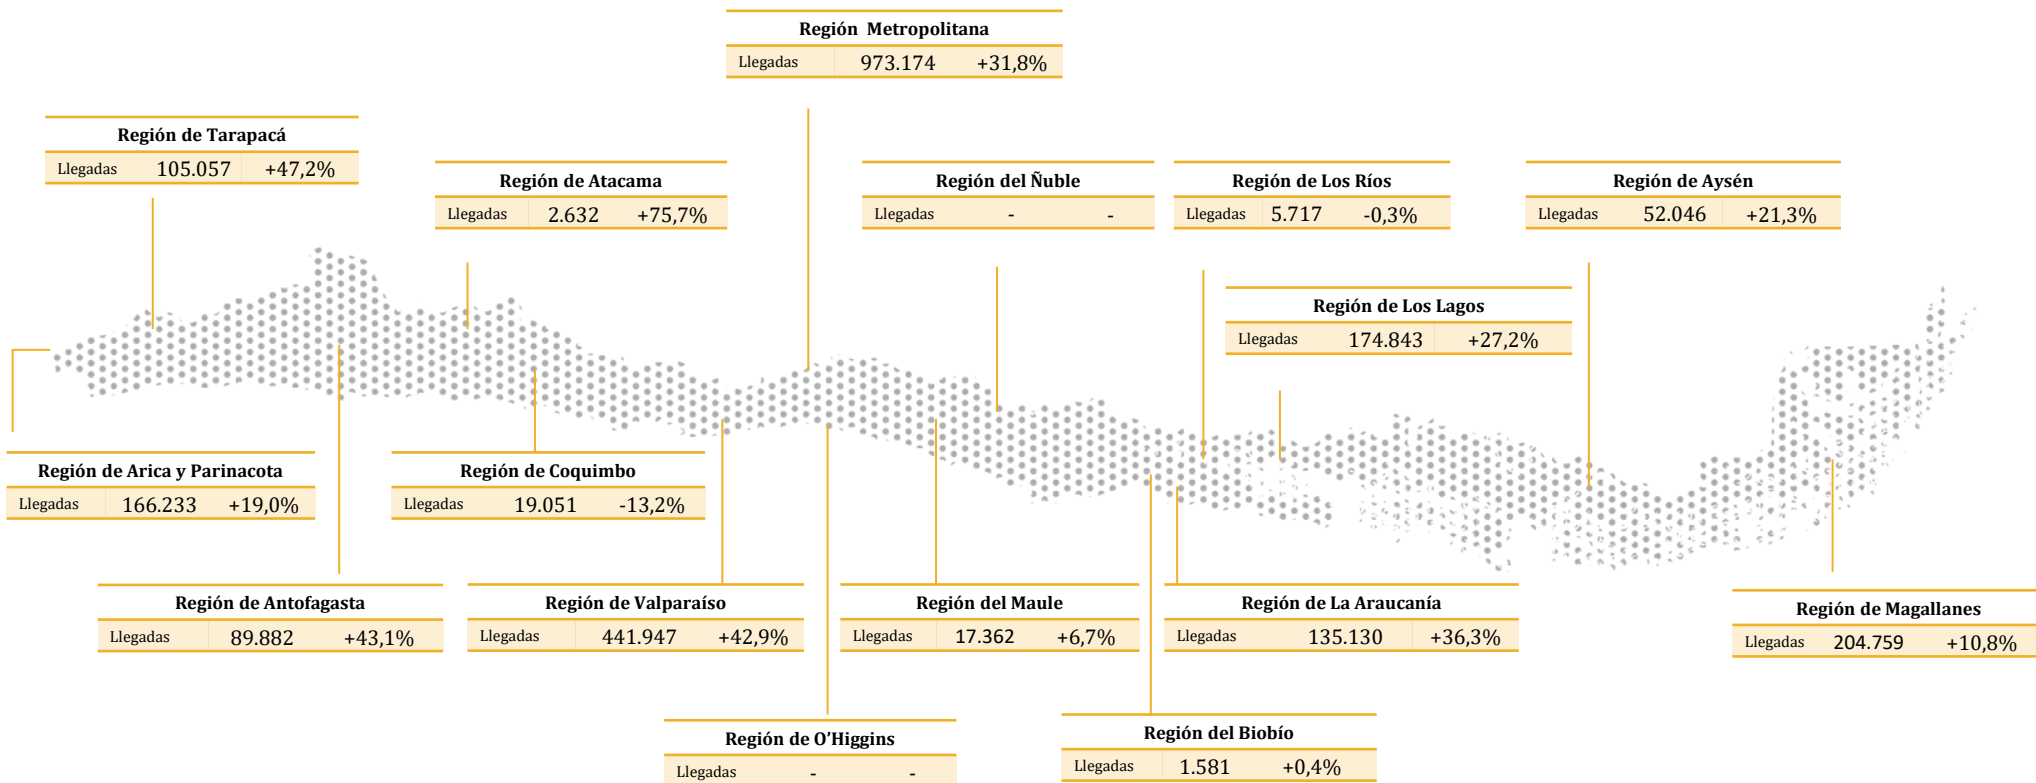 Región  Metropolitana
Llegadas 973.174 +31,8%
Región de Tarapacá
Llegadas 105.057 +47,2%
Región de Atacama
Llegadas 2.632 +75,7%
Región del Ñuble
Llegadas - -
Región de Los Ríos
Llegadas 5.717 -0,3%
Región de Aysén
Llegadas 52.046 +21,3%
Región de Los Lagos
Llegadas 174.843 +27,2%
Región de Arica y Parinacota
Llegadas 166.233 +19,0%
Región de Coquimbo
Llegadas 19.051 -13,2%
Región de Antofagasta
Llegadas 89.882 +43,1%
Región de Valparaíso
Llegadas 441.947 +42,9%
Región del Maule
Llegadas 17.362 +6,7%
Región de La Araucanía
Llegadas 135.130 +36,3%
Región de Magallanes
Llegadas 204.759 +10,8%
Región de O’Higgins
Llegadas - -
Región del Biobío
Llegadas 1.581 +0,4%